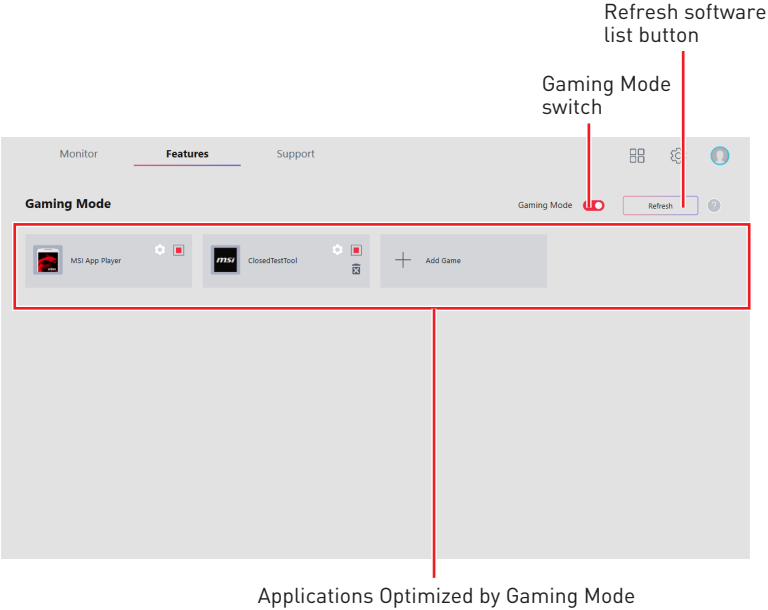 Refresh software
list button
Gaming Mode
switch
Monitor
Features
Support
Gaming Mode
Gaming Mode
Refresh
?
MSI App Player
msi
ClosedTestTool
Add Game
Applications Optimized by Gaming Mode